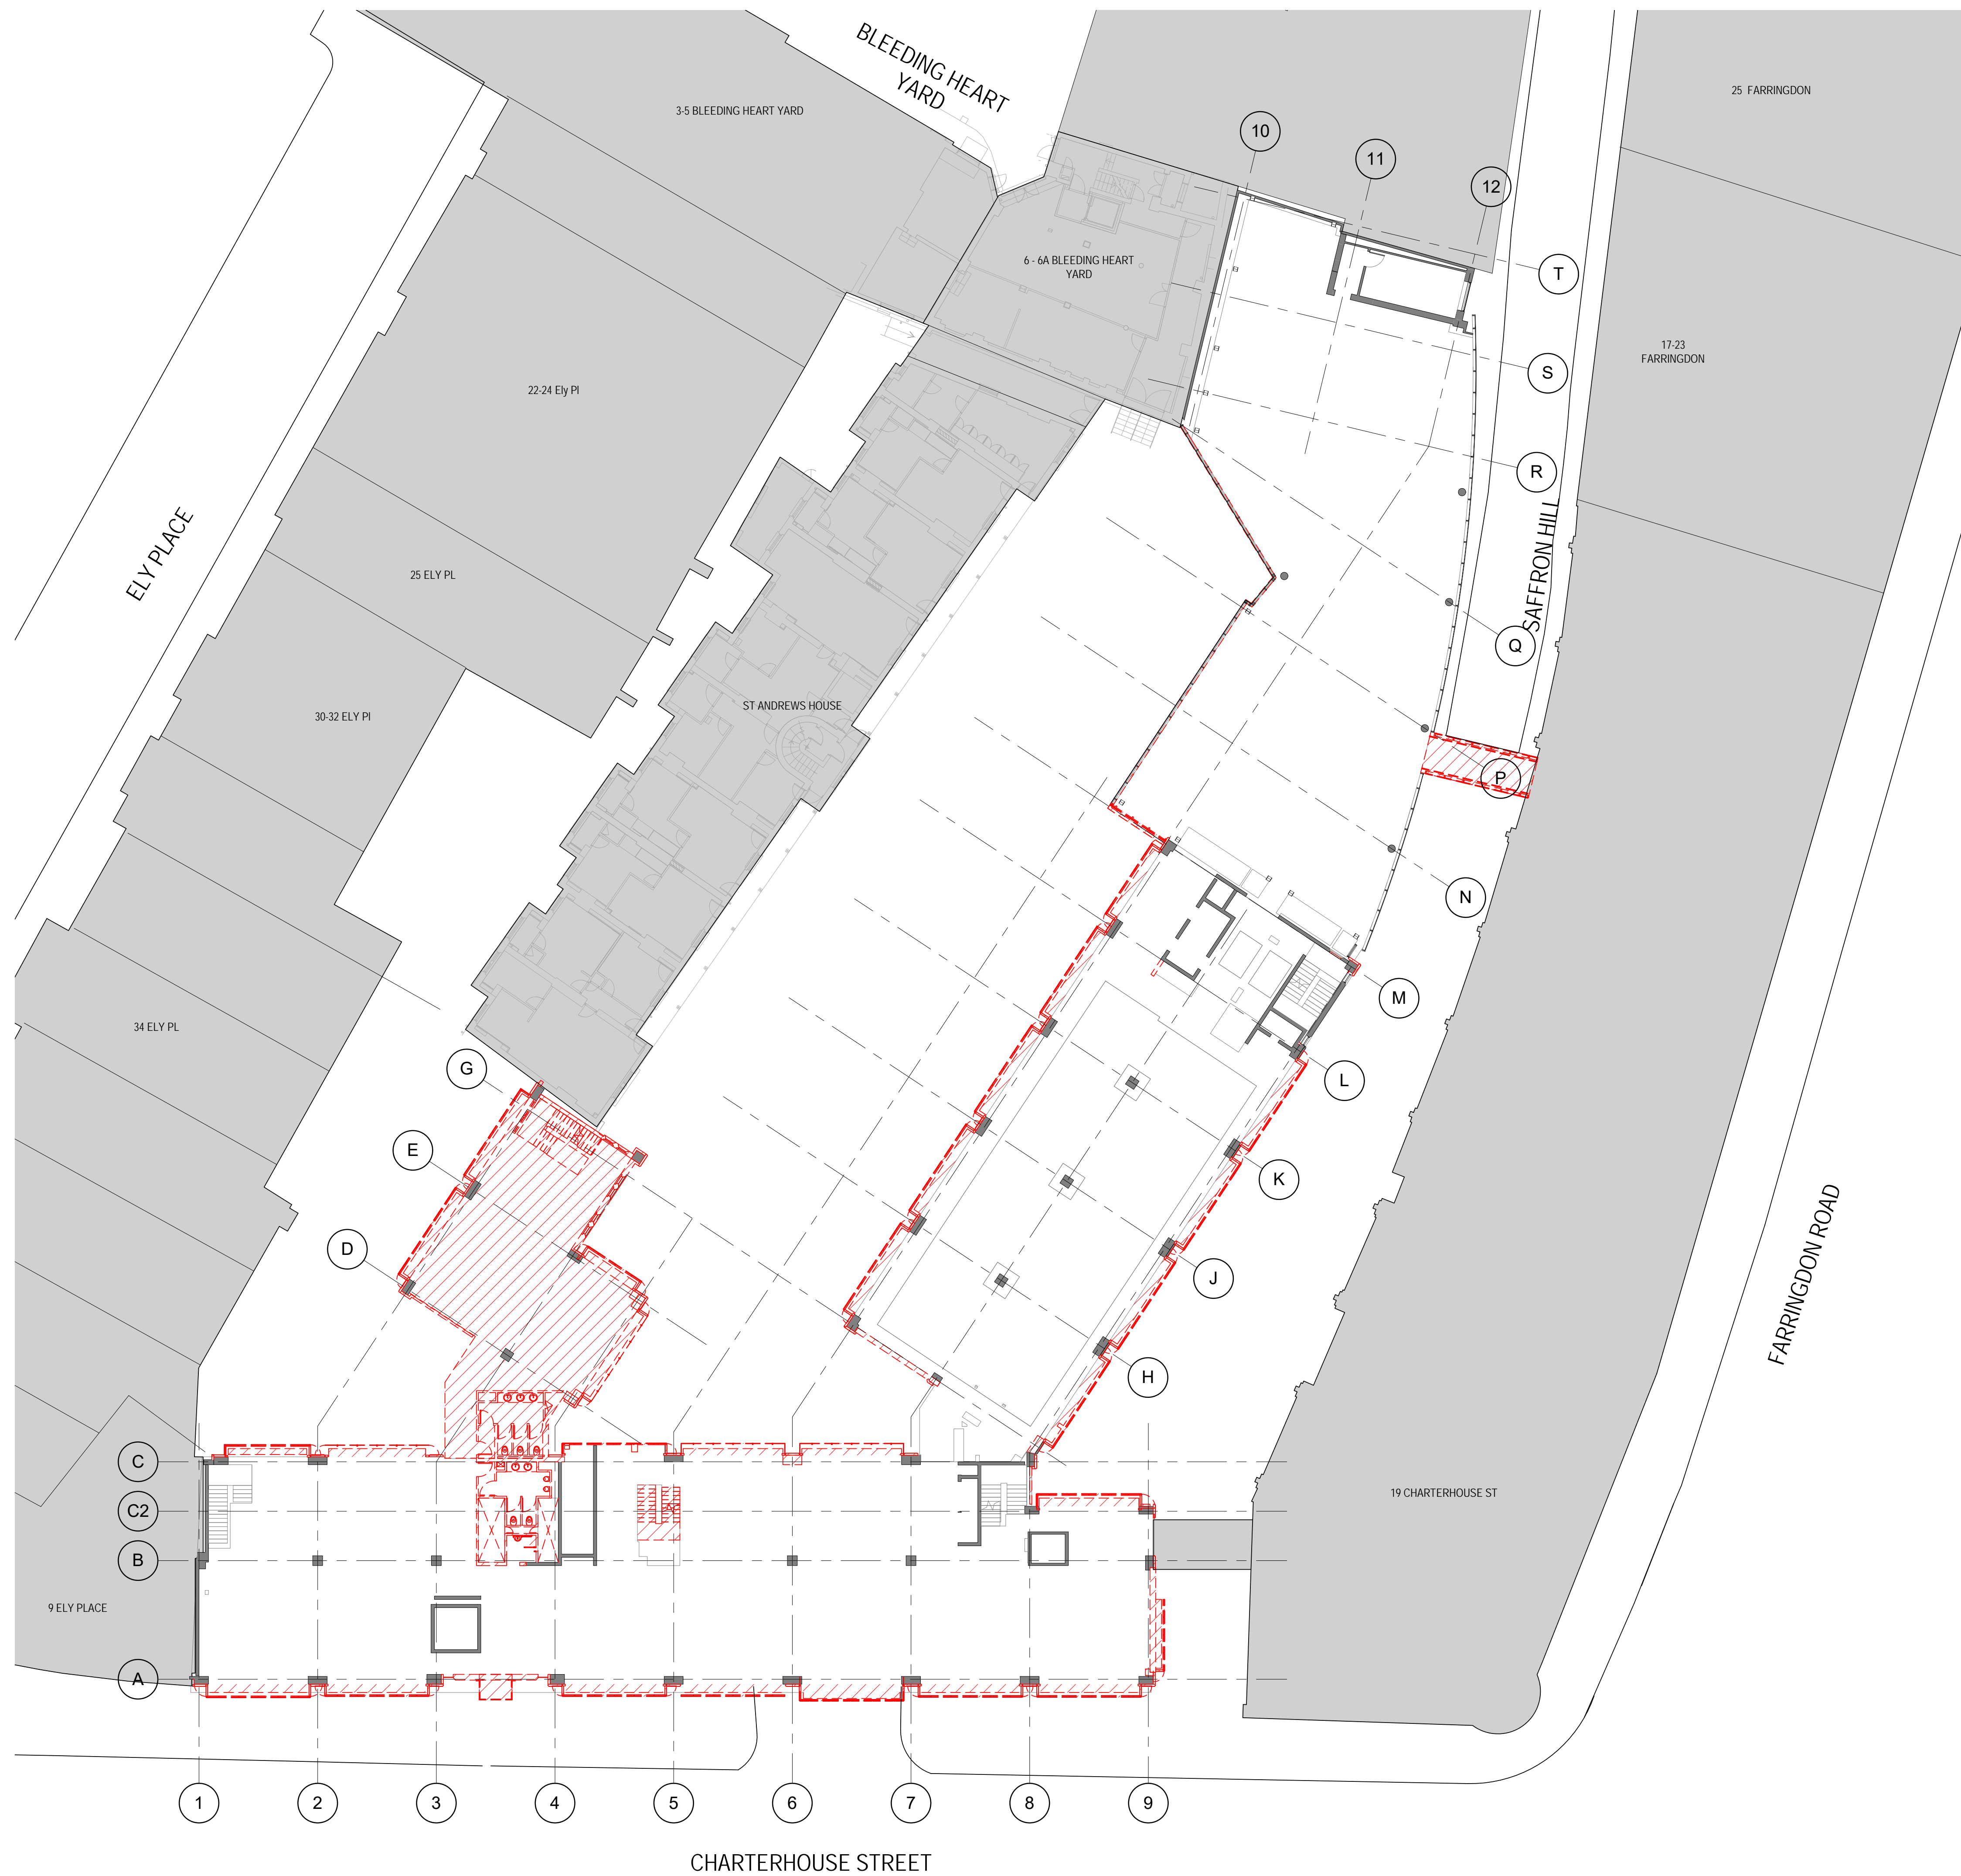 BLEEDING HEART
YARD
25 FARRINGDON
3-5 BLEEDING HEART YARD
10
11
12
6 - 6A BLEEDING HEART
YARD
T
17-23
FARRINGDON
S
22-24 Ely Pl
R
ELY PLACE
SAFFRON HILL
25 ELY PL
Q
ST ANDREWS HOUSE
30-32 ELY Pl
P
N
M
34 ELY PL
G
L
E
K
D
J
FARRINGDON ROAD
H
C
C2
19 CHARTERHOUSE ST
B
9 ELY PLACE
A
1
2
3
4
5
6
7
8
9
CHARTERHOUSE STREET